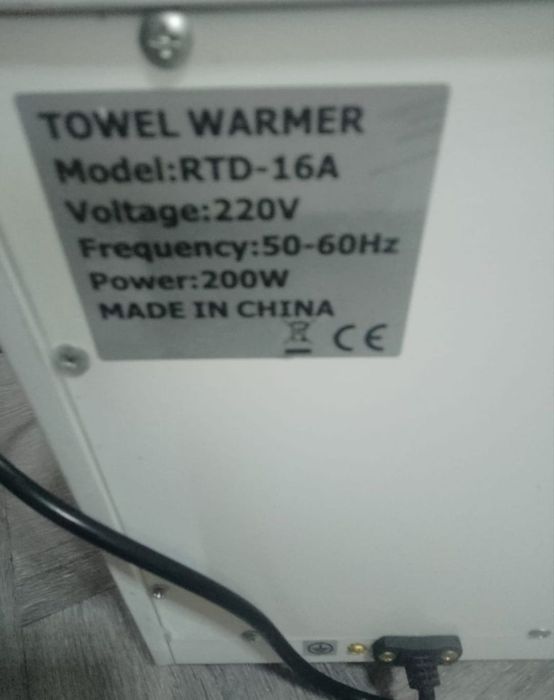 TOWEL WARMER
Model:RTD-16A
Voltage:220V
Frequency:50-60Hz
Power:200W
MADE IN CHINA
CE